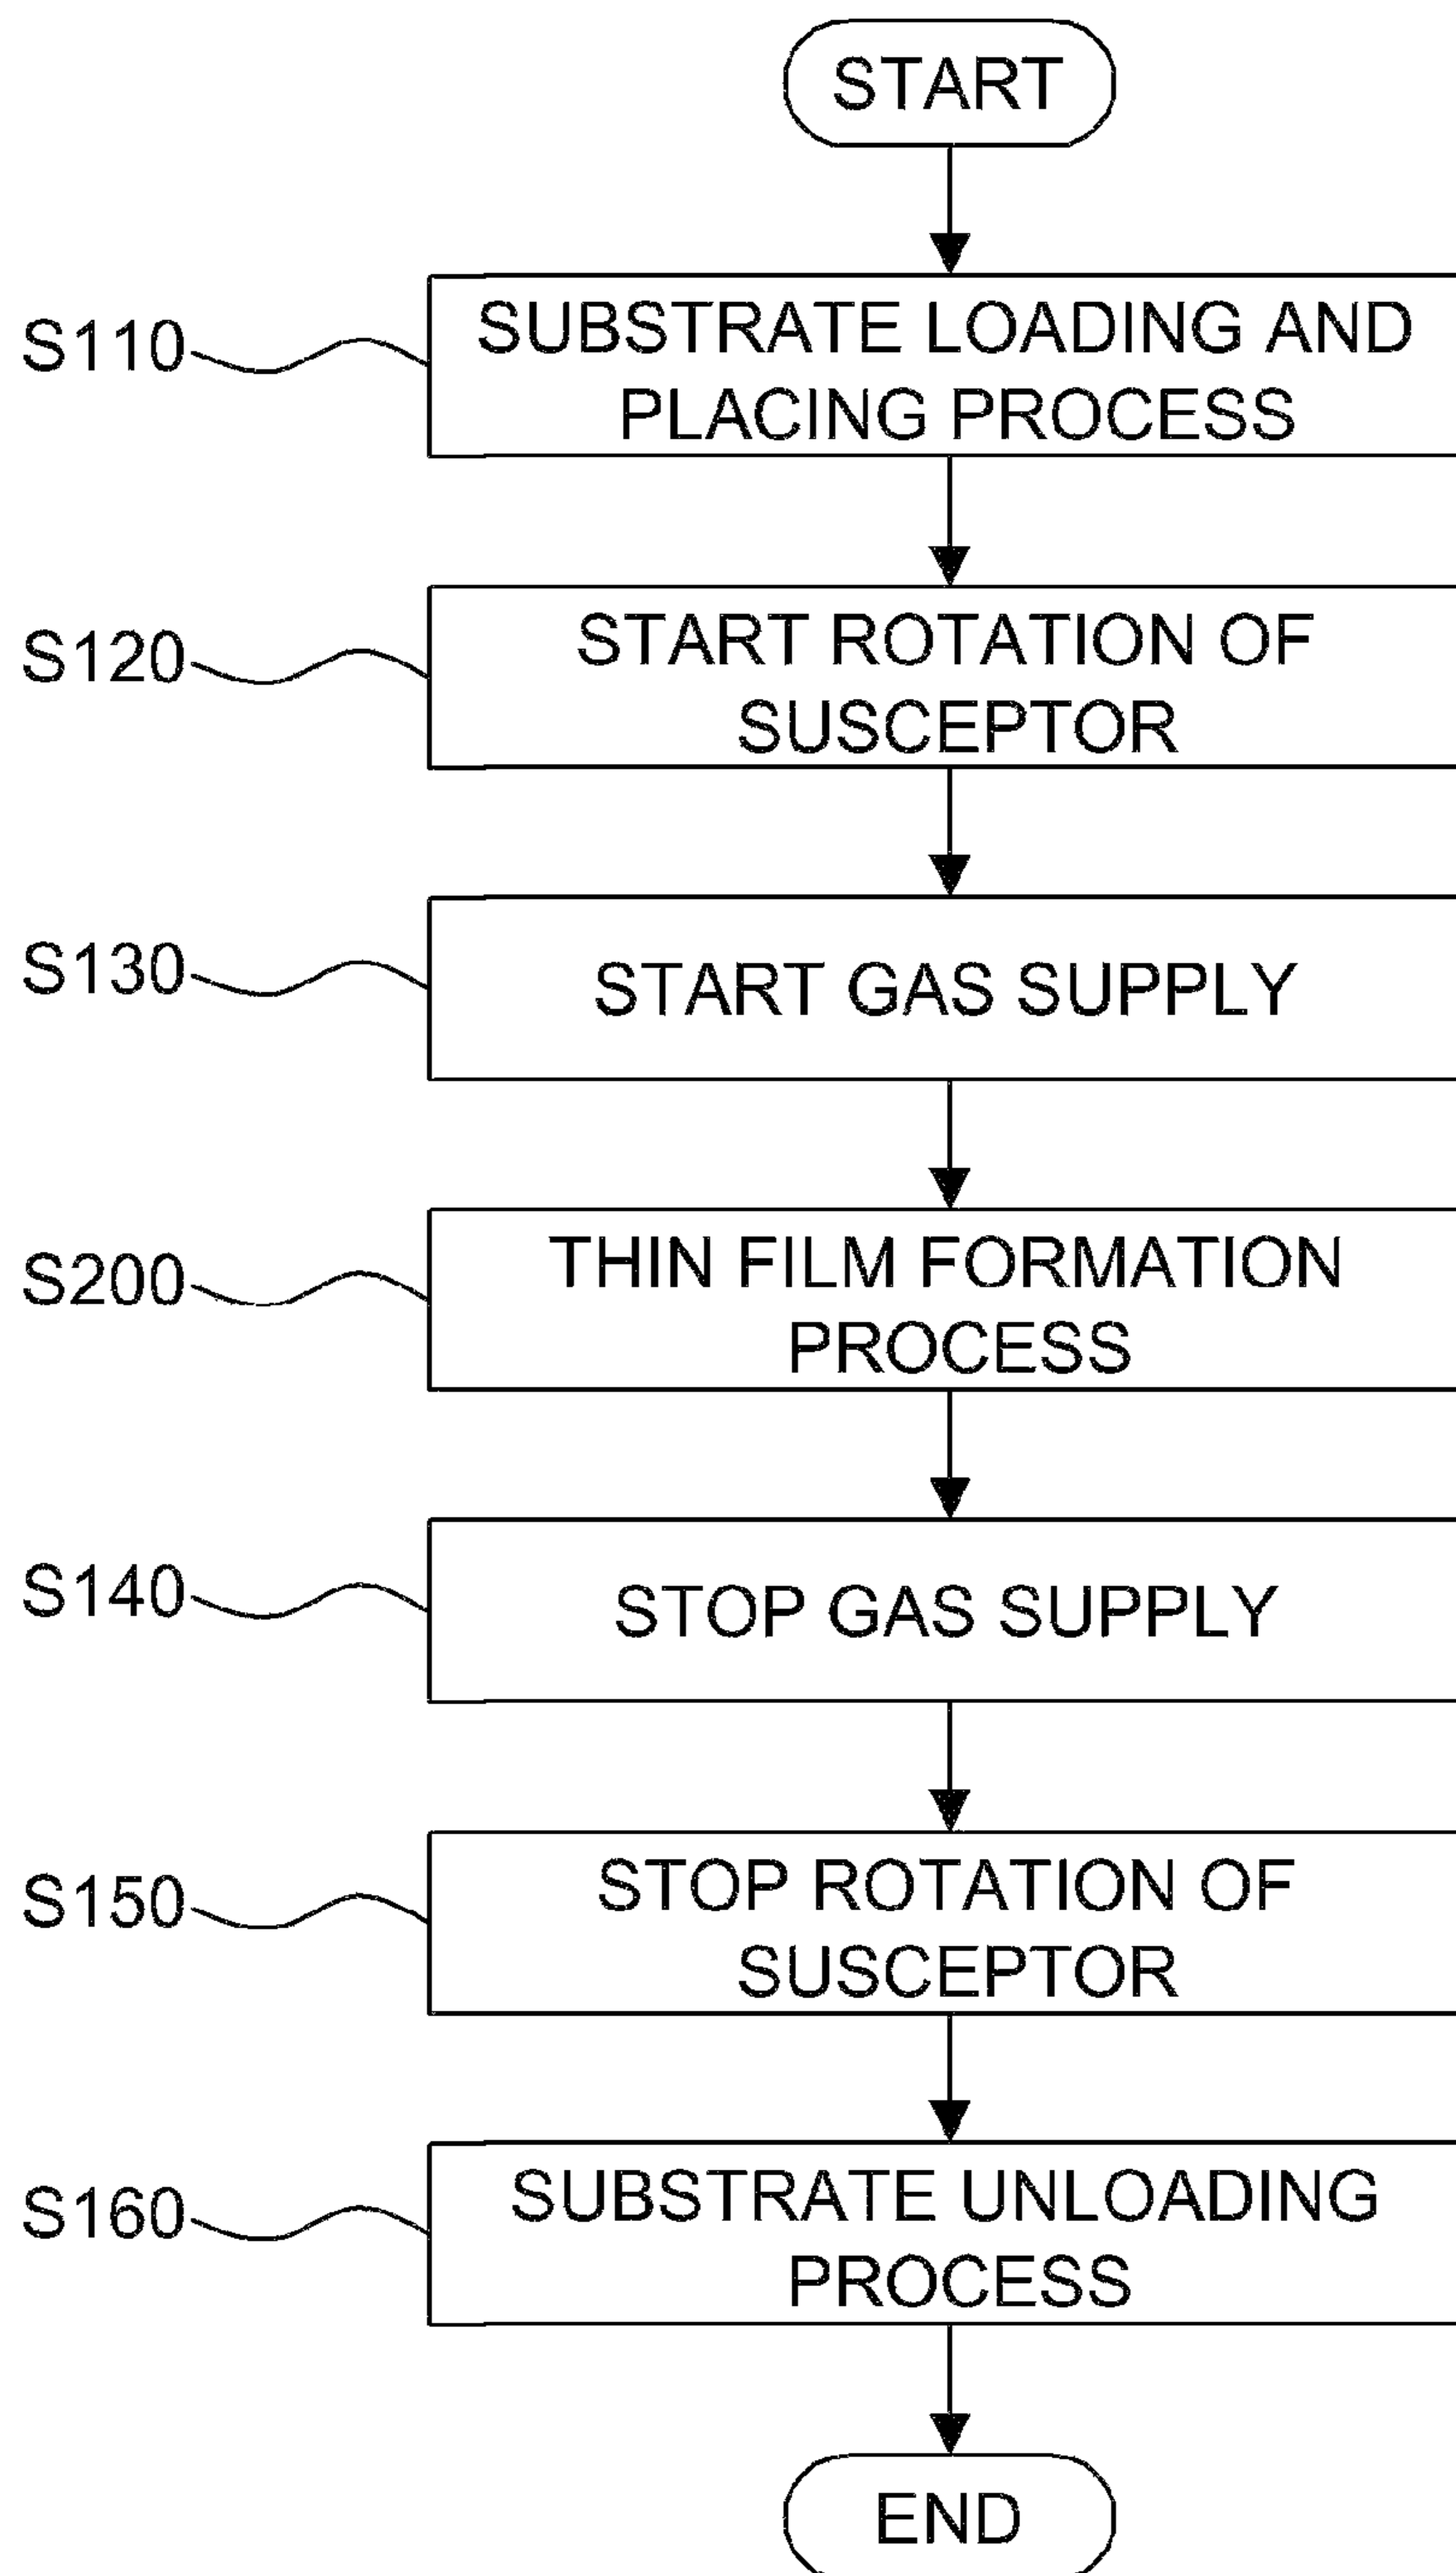 START
S110
SUBSTRATE LOADING AND
PLACING PROCESS
S120
START ROTATION OF
SUSCEPTOR
S130
START GAS SUPPLY
S200
THIN FILM FORMATION
PROCESS
S140
STOP GAS SUPPLY
S150
STOP ROTATION OF
SUSCEPTOR
S160
SUBSTRATE UNLOADING
PROCESS
END